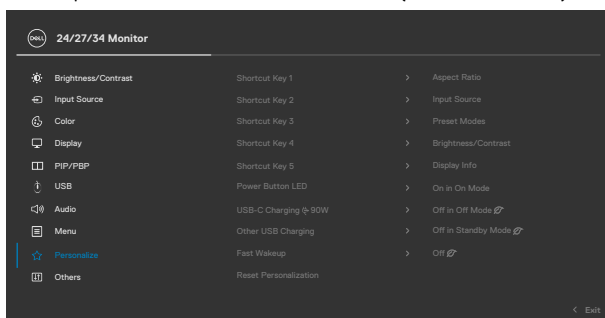 DELL 24/27/34 Monitor
Brightness/Contrast Shortcut Key 1 > Aspect Ratio
Input Source Shortcut Key 2 > Input Source
Color Shortcut Key 3 > Preset Modes
Display Shortcut Key 4 > Brightness/Contrast
PIP/PBP Shortcut Key 5 > Display Info
USB Power Button LED > On in On Mode
Audio USB-C Charging 90W > Off in Off Mode
Menu Other USB Charging > Off in Standby Mode
Personalize Fast Wakeup > Off
Others Reset Personalization
< Exit